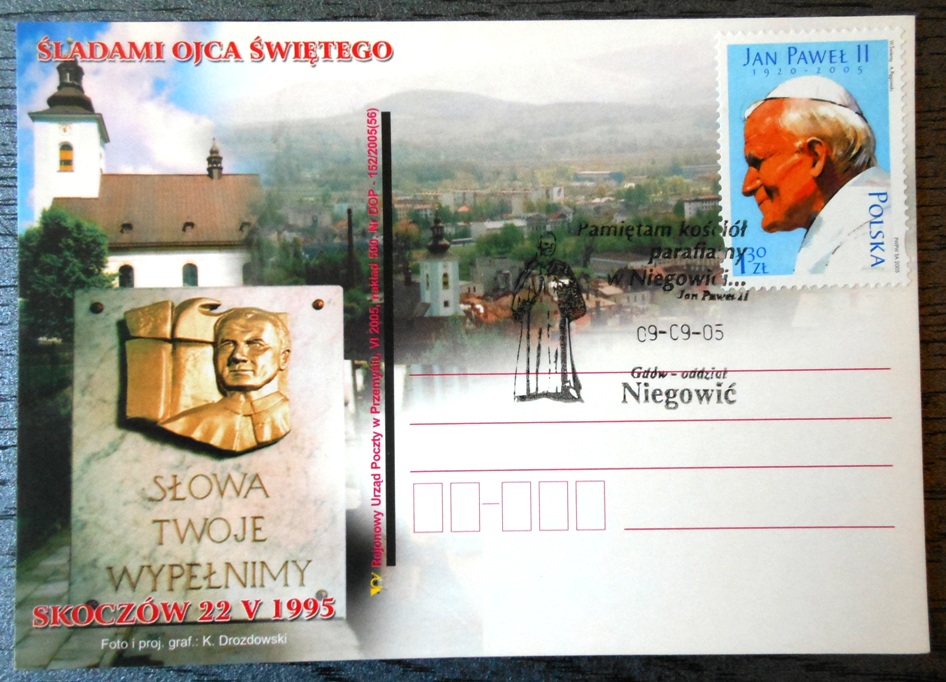 ŚLADAMI OJCA ŚWIĘTEGO
JAN PAWEŁ II
1920-2005
POLSKA
1,30
ZŁ
Pamiętam kościół
parafialny
w Niegowici...
Jan Paweł II
09-09-05
Gdów - oddział
Niegowić
Rejonowy Urząd Poczty w Przemyślu, VI 2005, nakład 500, Nr DOP - 152/2005(56)
SŁOWA
TWOJE
WYPEŁNIMY
SKOCZÓW 22 V 1995
Foto i proj. graf.: K. Drozdowski